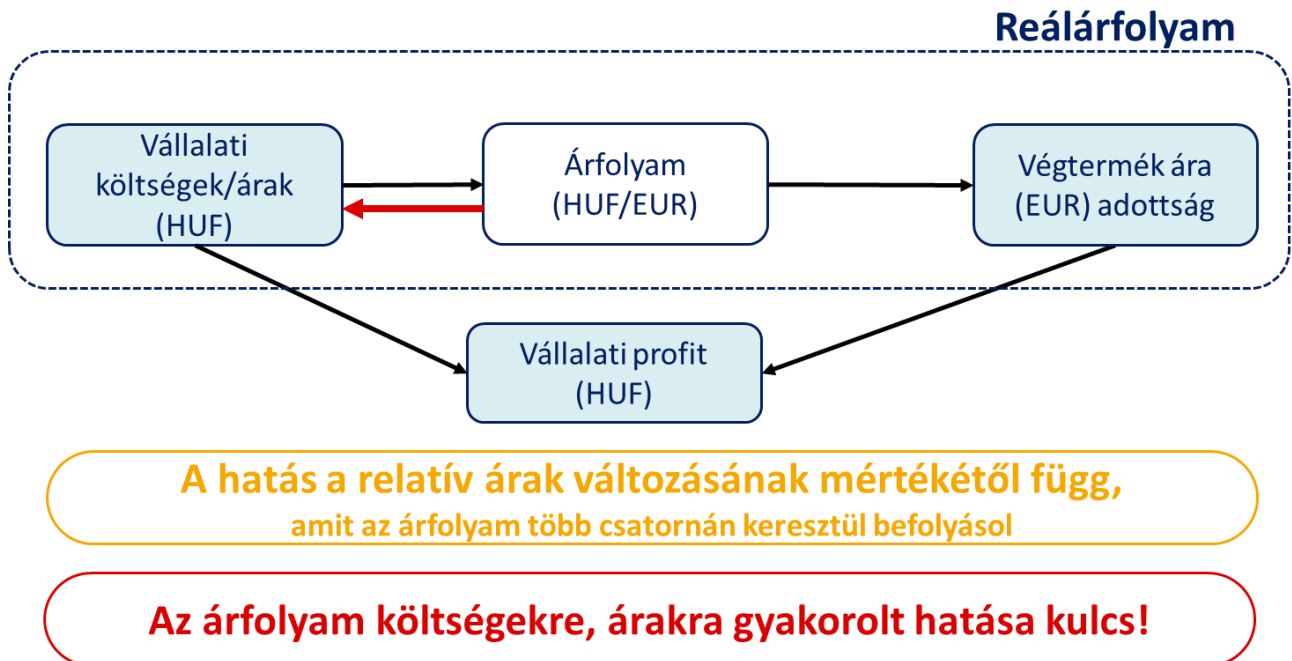 Reálárfolyam
Vállalati
költségek/árak
(HUF)
Árfolyam
(HUF/EUR)
Végtermék ára
(EUR) adottság
Vállalati profit
(HUF)
A hatás a relatív árak változásának mértékétől függ,
amit az árfolyam több csatornán keresztül befolyásol
Az árfolyam költségekre, árakra gyakorolt hatása kulcs!